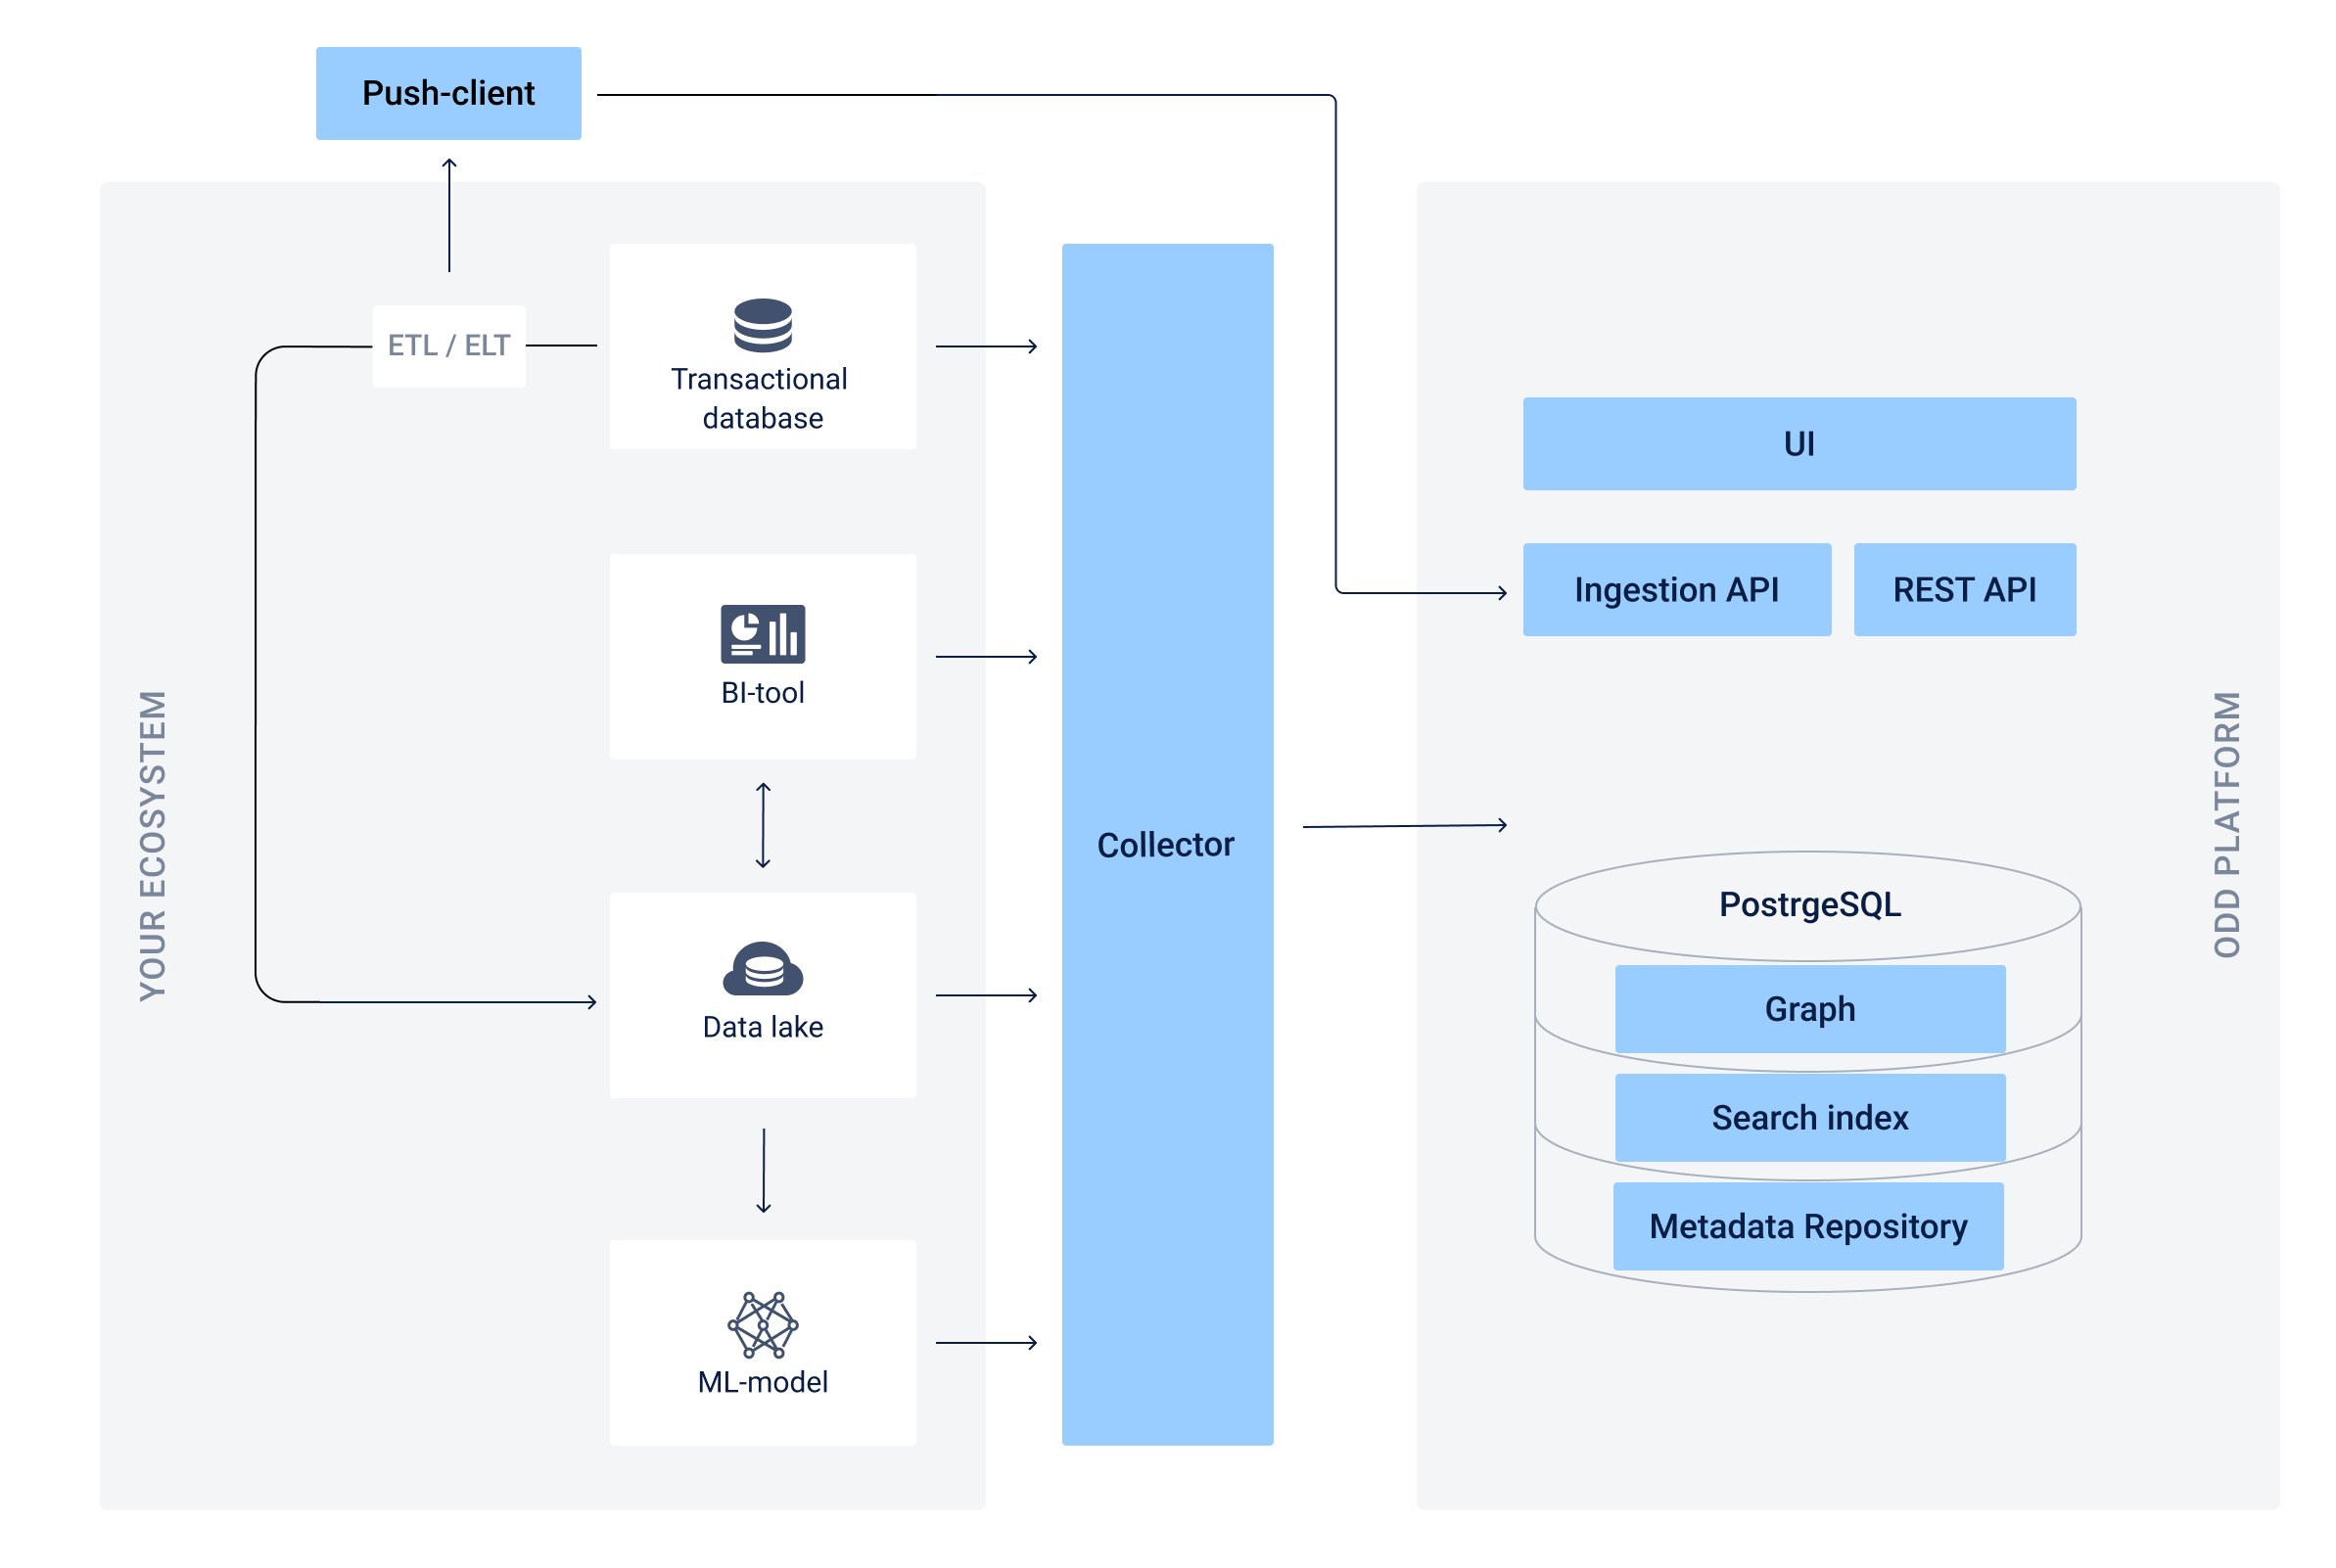 Push-client
YOUR ECOSYSTEM
ETL / ELT
Transactional
database
BI-tool
Data lake
ML-model
Collector
ODD PLATFORM
UI
Ingestion API
REST API
PostrgeSQL
Graph
Search index
Metadata Repository